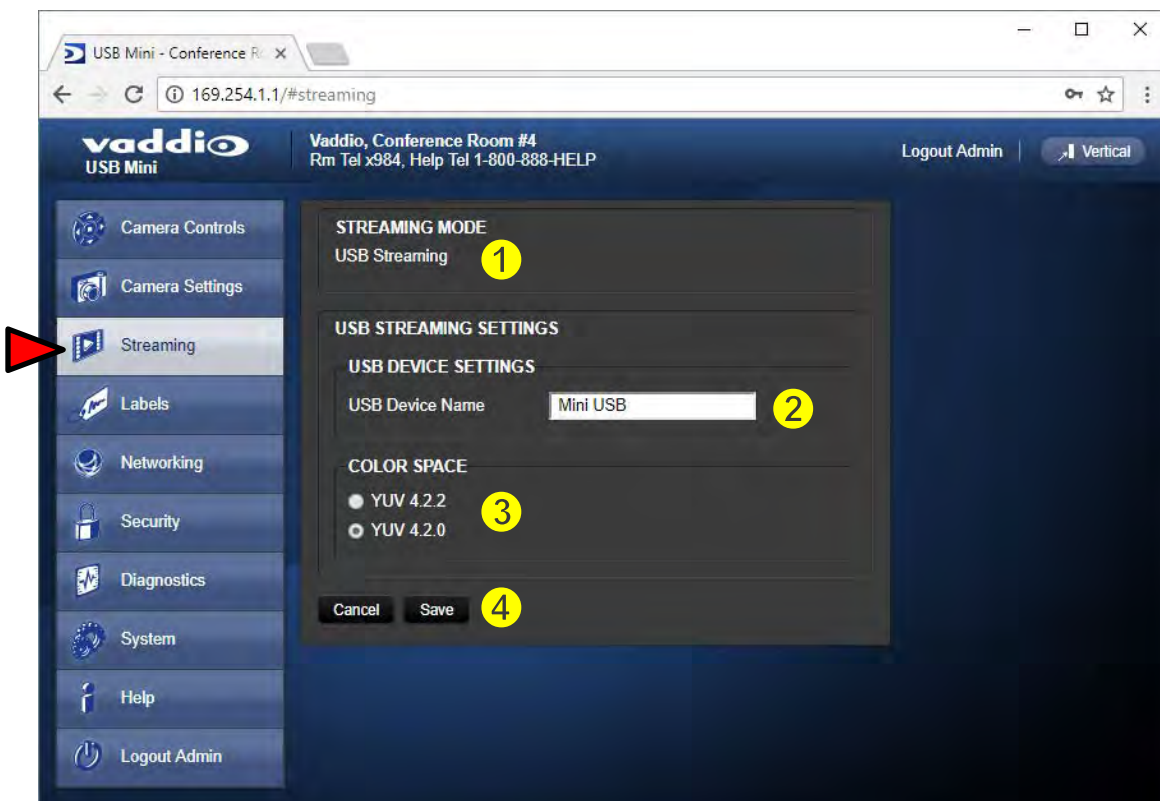 USB Mini - Conference R
169.254.1.1/#streaming
vaddio
USB Mini
Vaddio, Conference Room #4
Rm Tel x984, Help Tel 1-800-888-HELP
Logout Admin
Vertical
Camera Controls
Camera Settings
Streaming
Labels
Networking
Security
Diagnostics
System
Help
Logout Admin
STREAMING MODE
USB Streaming
1
USB STREAMING SETTINGS
USB DEVICE SETTINGS
USB Device Name
Mini USB
2
COLOR SPACE
YUV 4.2.2
YUV 4.2.0
3
Cancel
Save
4